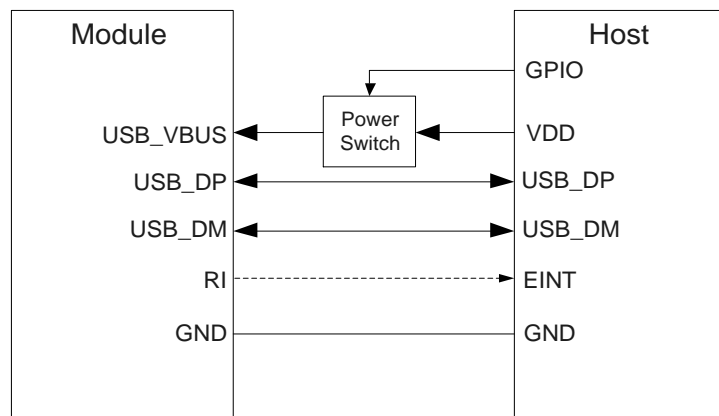 Module
Host
GPIO
Power
Switch
USB_VBUS
VDD
USB_DP
USB_DP
USB_DM
USB_DM
RI
EINT
GND
GND